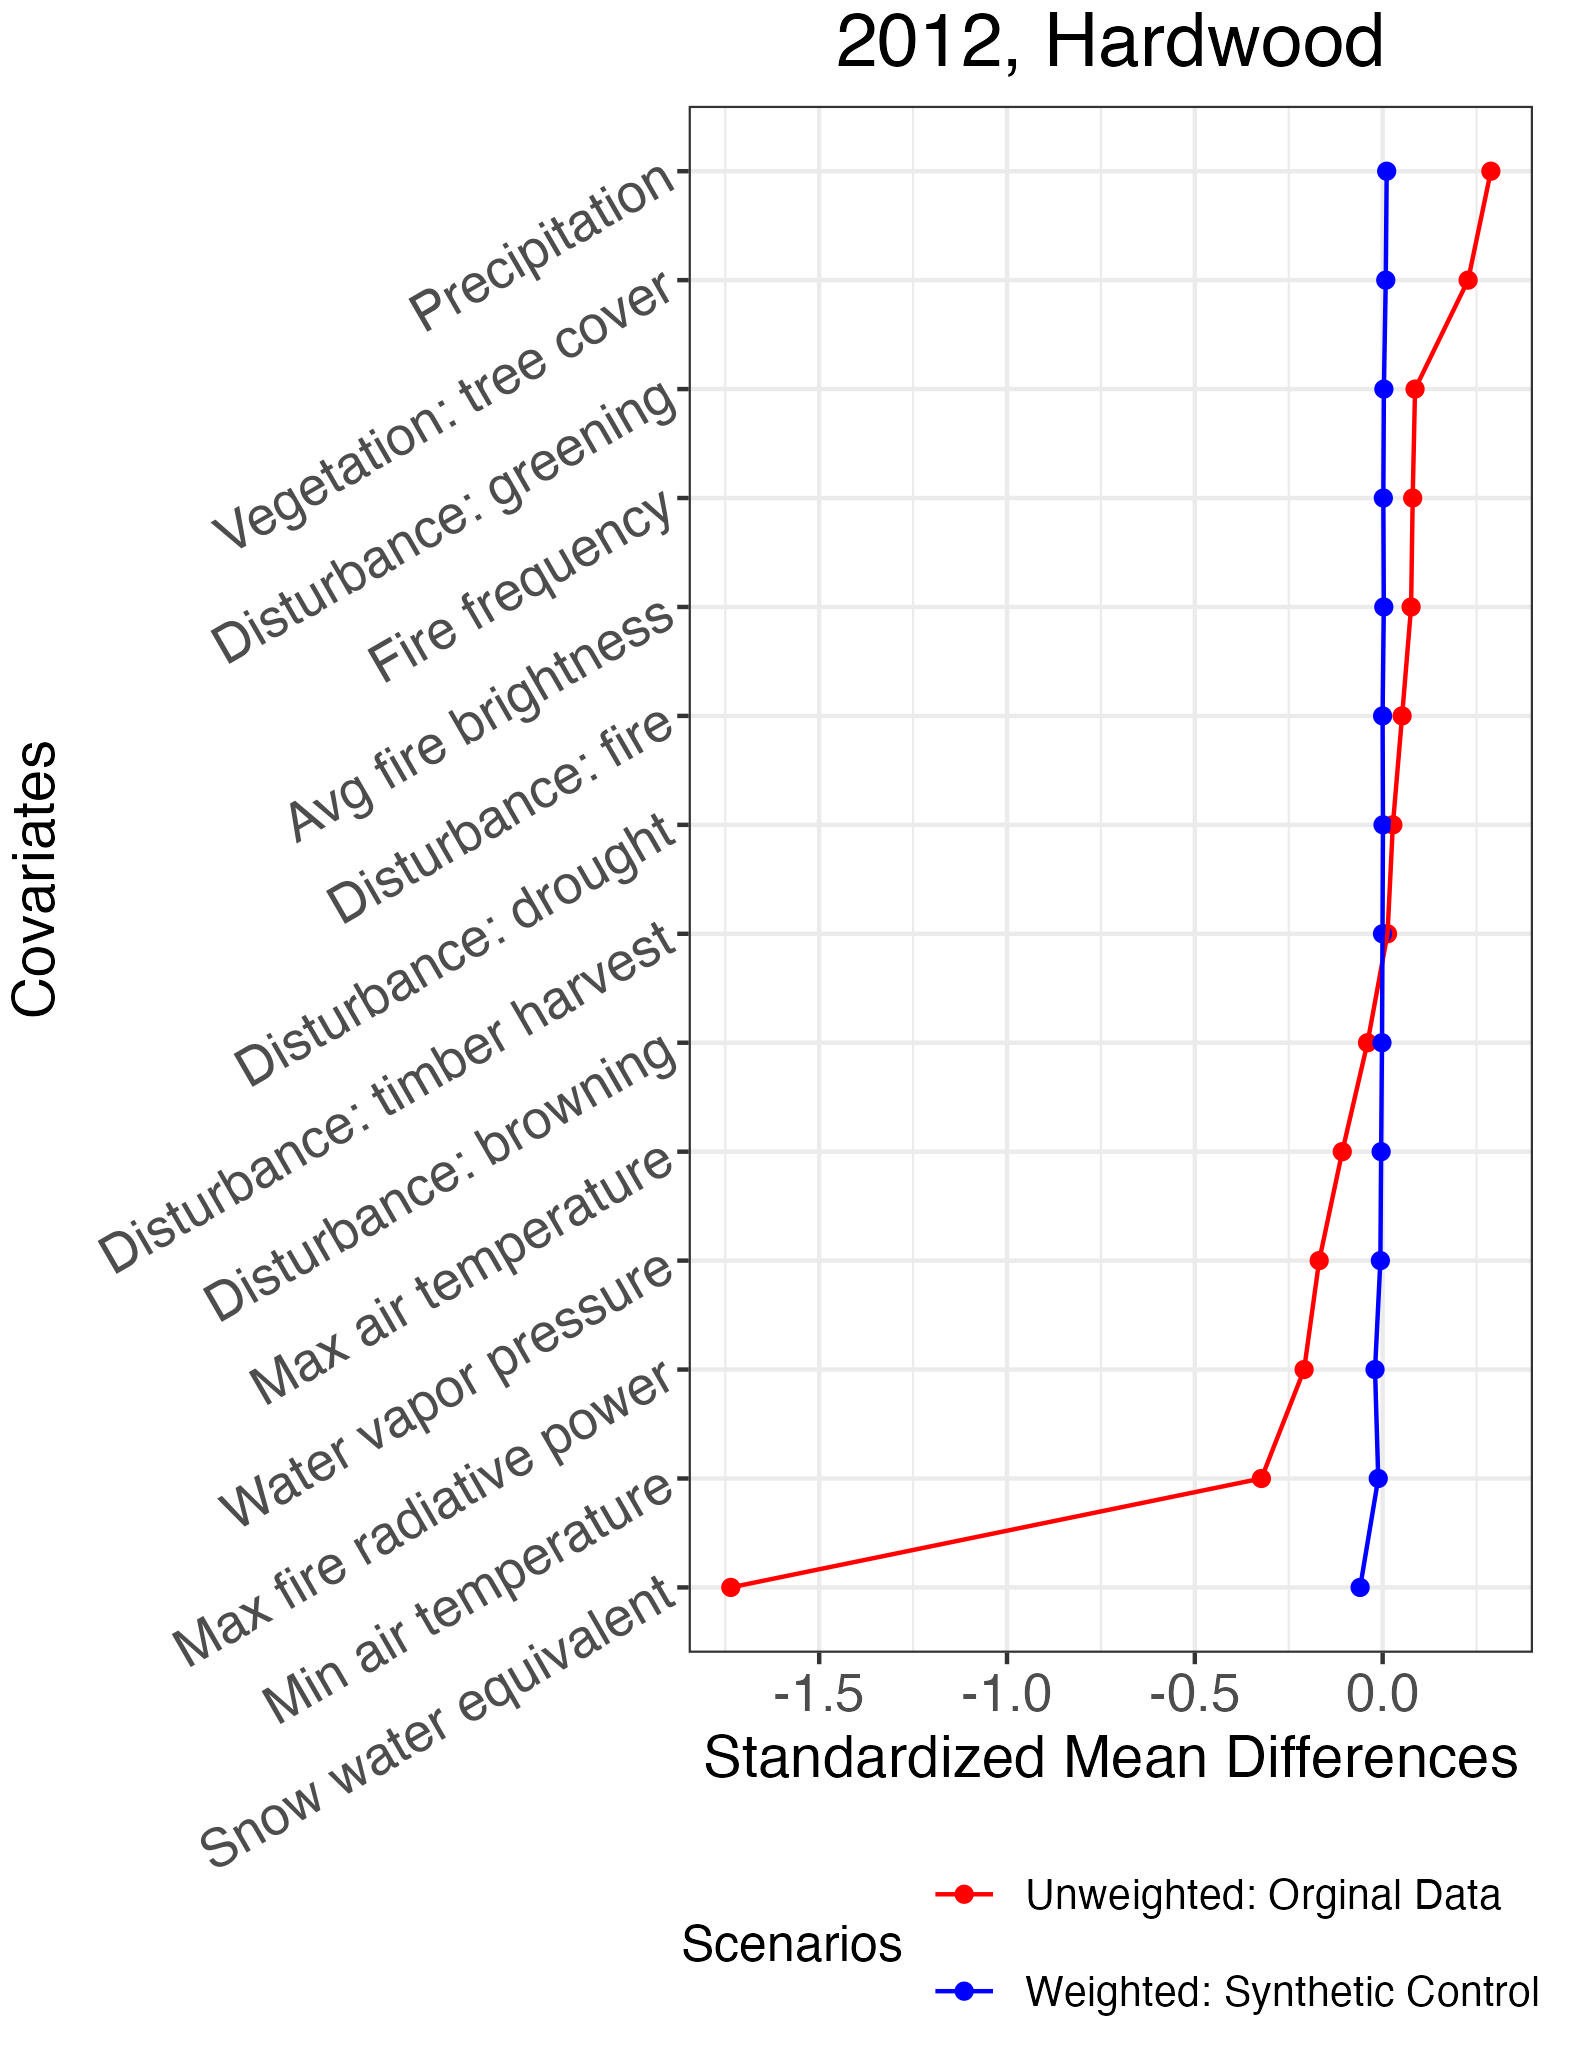 2012, Hardwood
Covariates
Precipitation
Vegetation: tree cover
Disturbance: greening
Fire frequency
Avg fire brightness
Disturbance: fire
Disturbance: drought
Disturbance: timber harvest
Disturbance: browning
Max air temperature
Water vapor pressure
Max fire radiative power
Min air temperature
Snow water equivalent
-1.5 -1.0 -0.5 0.0
Standardized Mean Differences
Scenarios
Unweighted: Orginal Data
Weighted: Synthetic Control